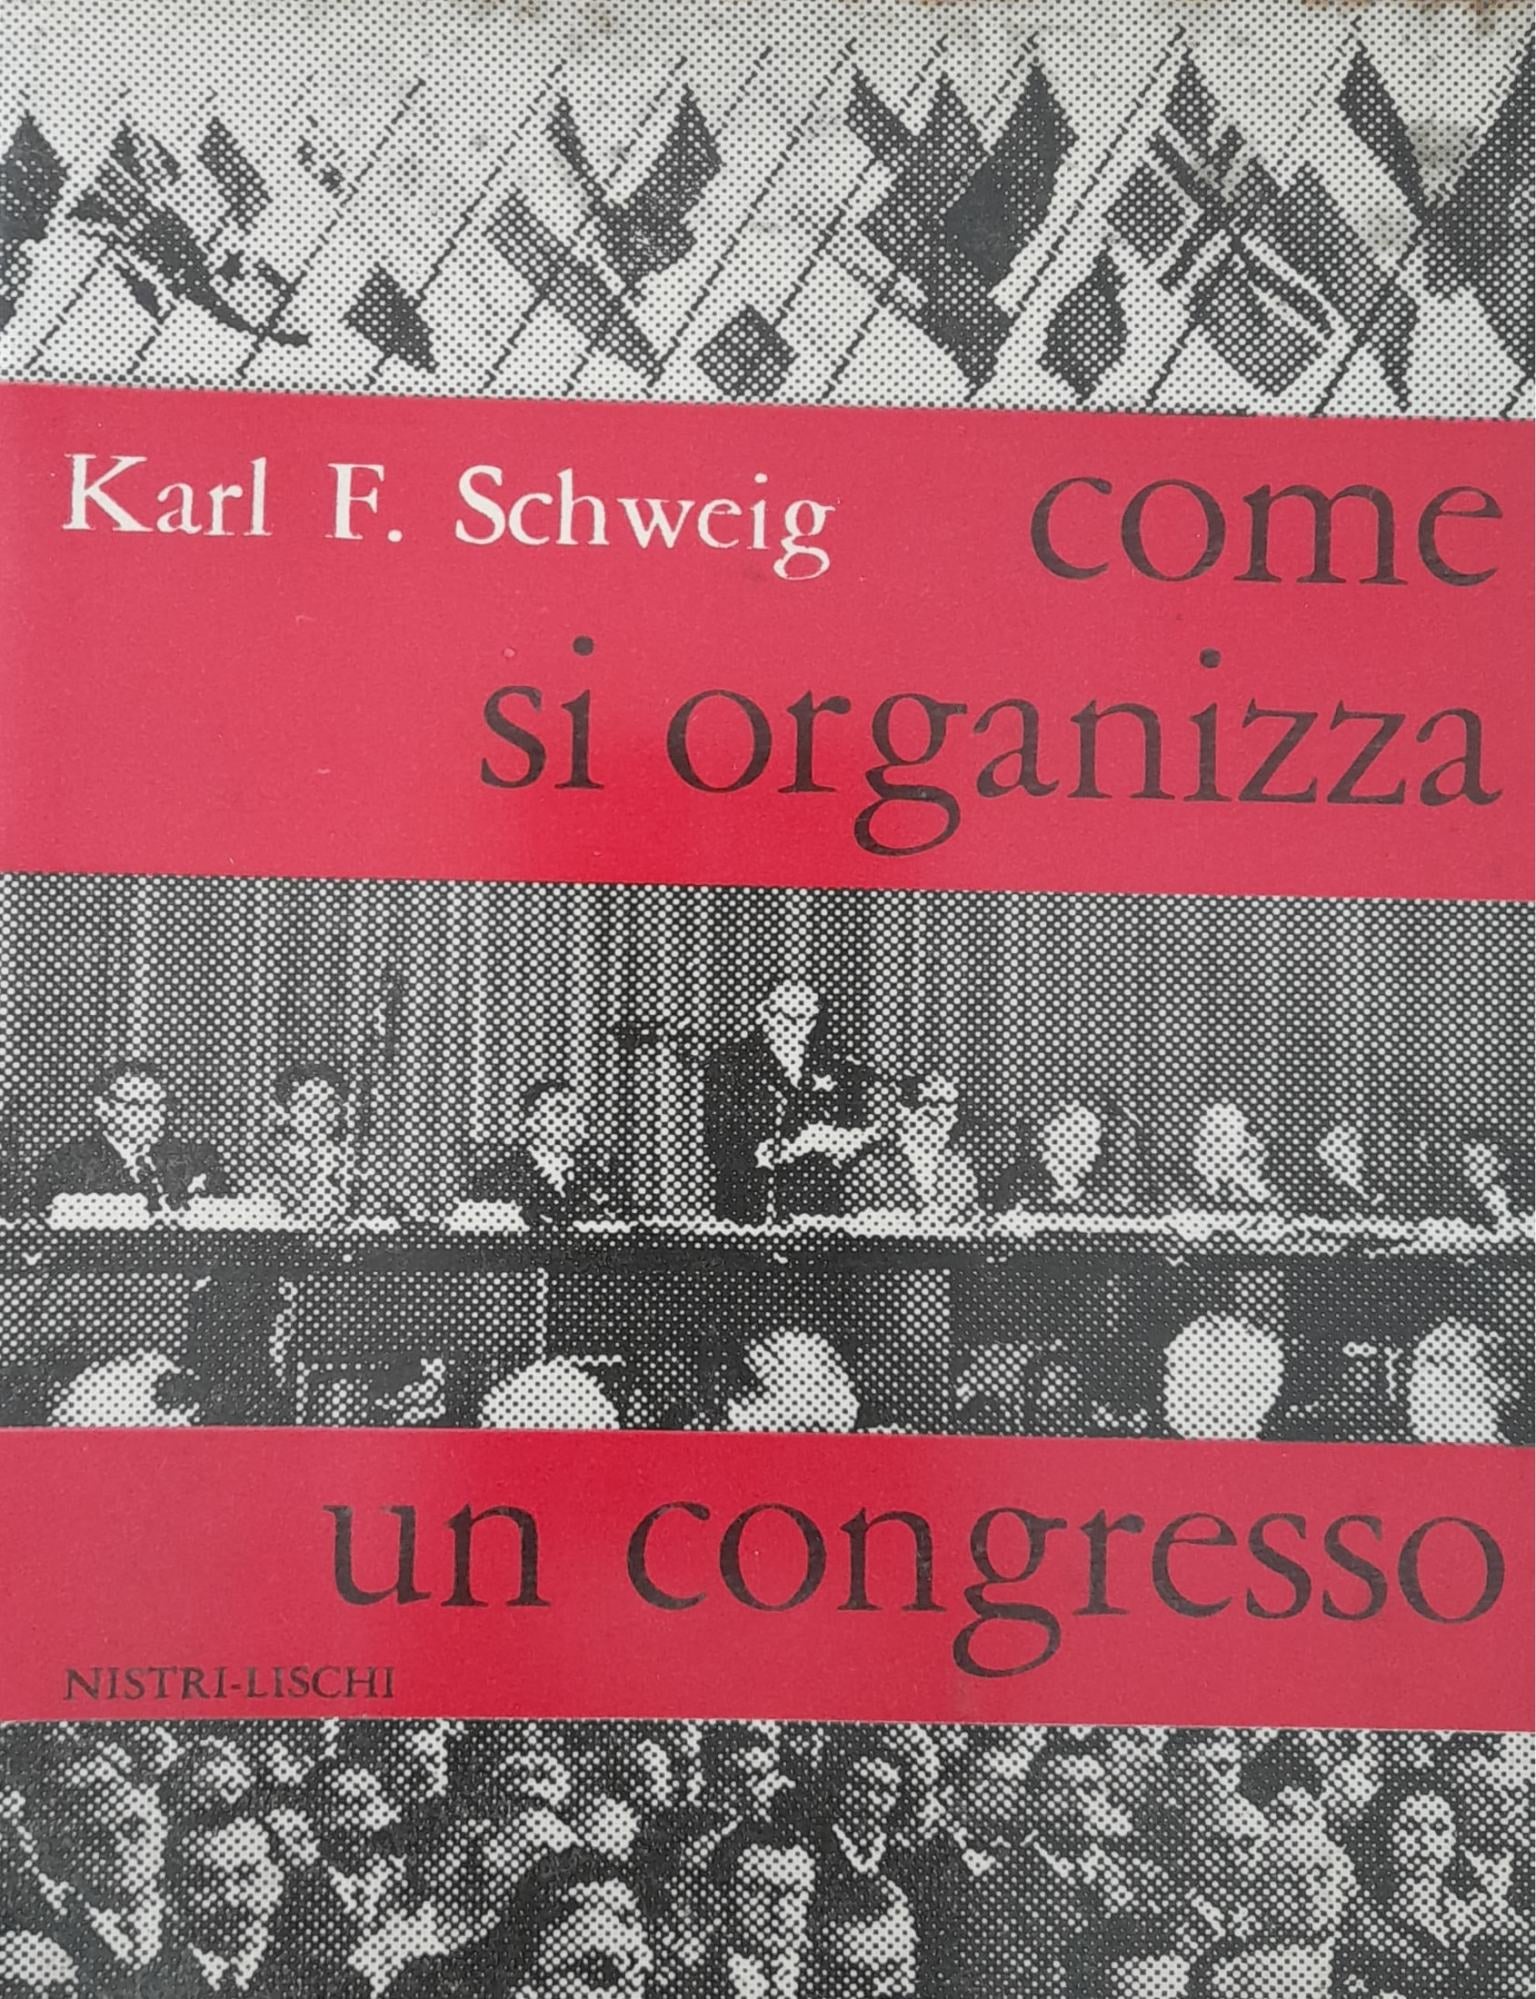 Karl F. Schweig
come
si organizza
un congresso
NISTRI-LISCHI